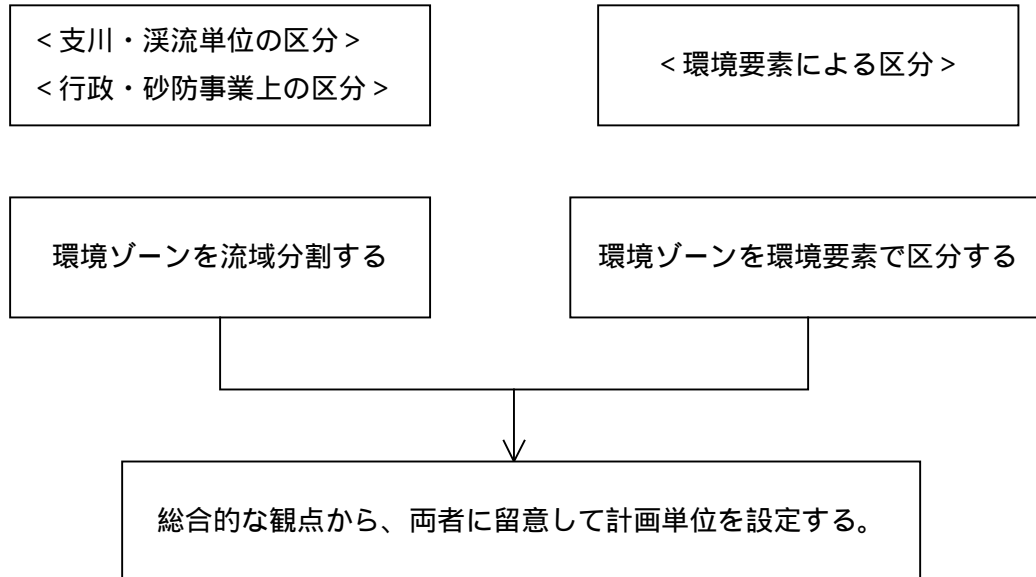 <支川・渓流単位の区分>
<行政・砂防事業上の区分>
<環境要素による区分>
環境ゾーンを流域分割する
環境ゾーンを環境要素で区分する
総合的な観点から、両者に留意して計画単位を設定する。